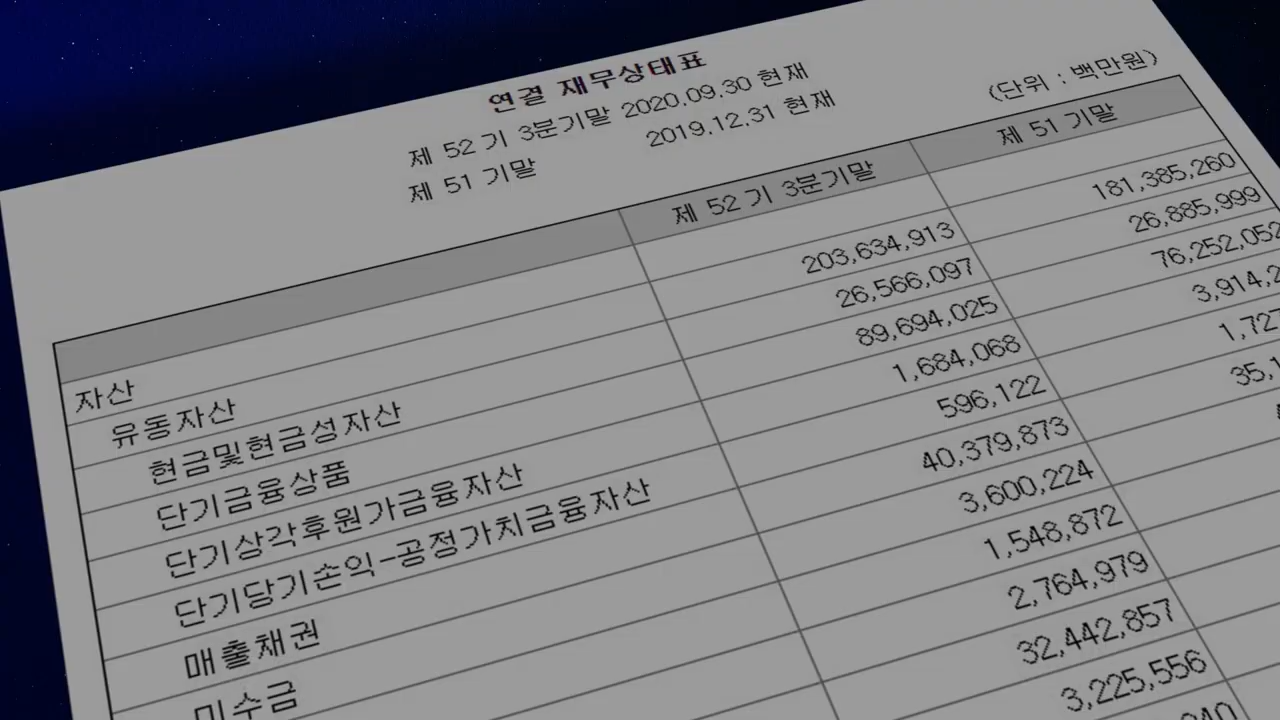 연결 재무상태표
제 52 기 3분기말 2020.09.30 현재
제 51 기말 2019.12.31 현재
(단위 : 백만원)
제 52 기 3분기말 제 51 기말
자산
유동자산 203,634,913 181,385,260
현금및현금성자산 26,566,097 26,885,999
단기금융상품 89,694,025 76,252,052
단기상각후원가금융자산 1,684,068 3,914,2
단기당기손익-공정가치금융자산 596,122 1,727
매출채권 40,379,873 35,1
미수금 3,600,224
1,548,872
2,764,979
32,442,857
3,225,556